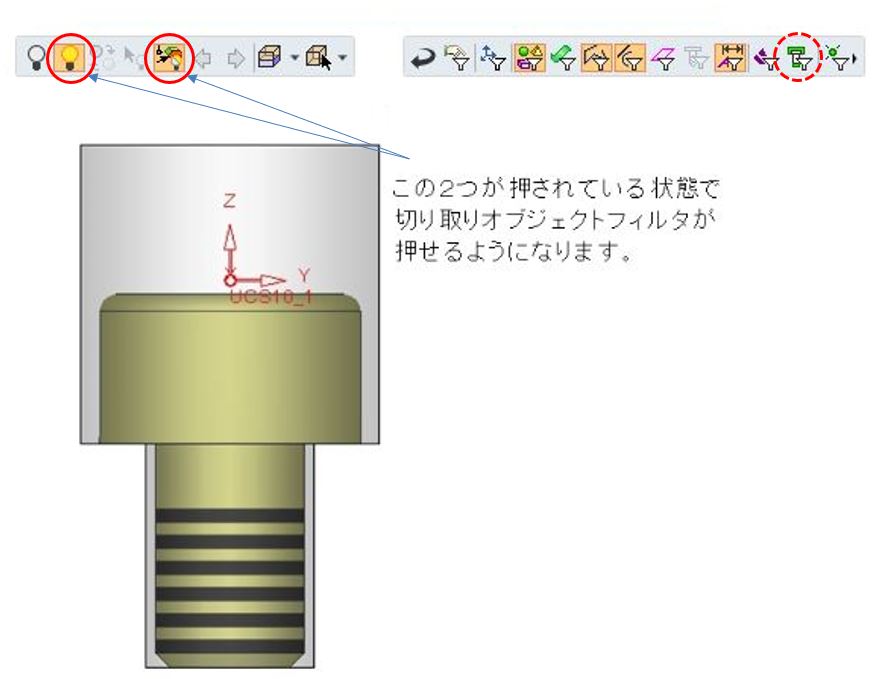 Z
Y
UCS10_1
この2つが押されている状態で
切り取りオブジェクトフィルタが
押せるようになります。